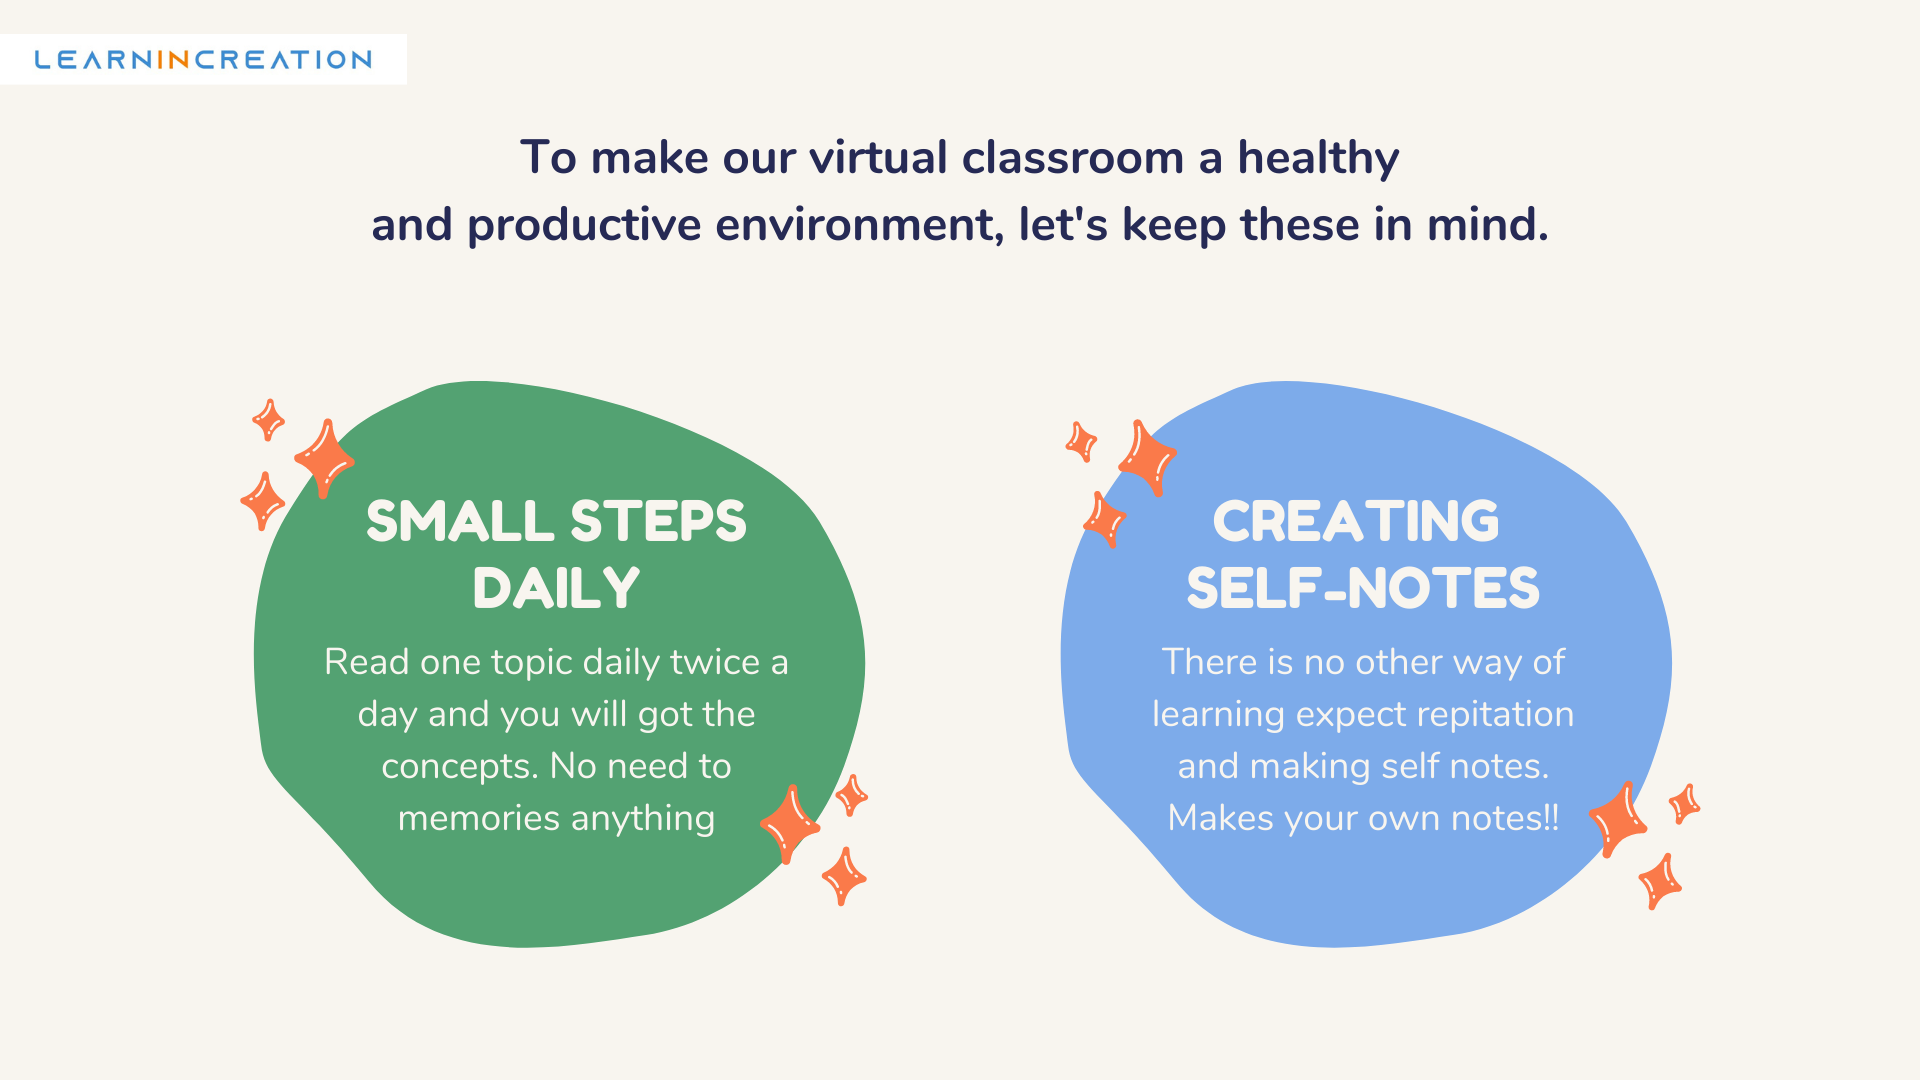 LEARNINCREATION
To make our virtual classroom a healthy
and productive environment, let's keep these in mind.
SMALL STEPS
DAILY
Read one topic daily twice a
day and you will got the
concepts. No need to
memories anything
CREATING
SELF-NOTES
There is no other way of
learning expect repitation
and making self notes.
Makes your own notes!!